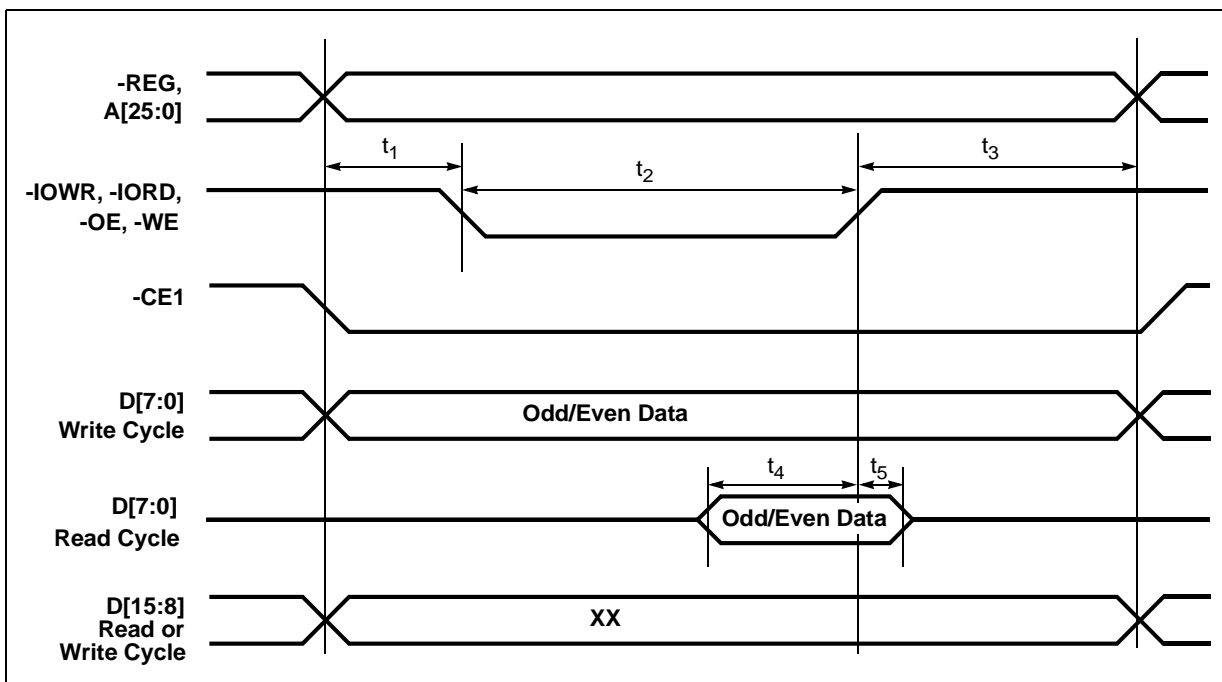 -REG,
A[25:0]
t1
t2
t3
-IOWR, -IORD,
-OE, -WE
-CE1
D[7:0]
Write Cycle
Odd/Even Data
t4
t5
D[7:0]
Read Cycle
Odd/Even Data
D[15:8]
Read or
Write Cycle
XX